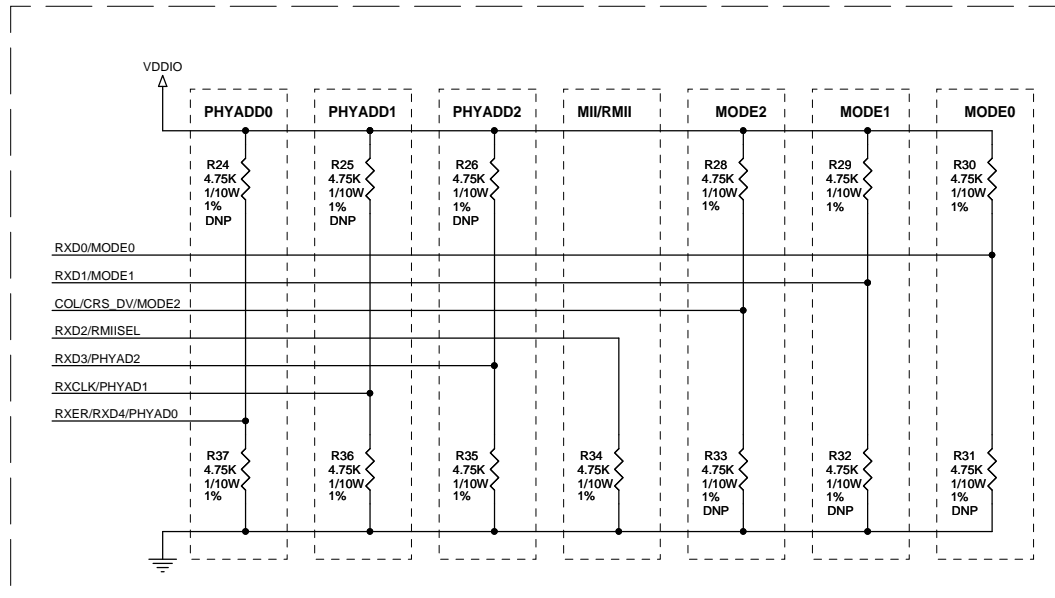 VDDIO
PHYADD0
PHYADD1
PHYADD2
MII/RMII
MODE2
MODE1
MODE0
R24
4.75K
1/10W
1%
DNP
R25
4.75K
1/10W
1%
DNP
R26
4.75K
1/10W
1%
DNP
R28
4.75K
1/10W
1%
R29
4.75K
1/10W
1%
R30
4.75K
1/10W
1%
RXD0/MODE0
RXD1/MODE1
COL/CRS_DV/MODE2
RXD2/RMIISEL
RXD3/PHYAD2
RXCLK/PHYAD1
RXER/RXD4/PHYAD0
R37
4.75K
1/10W
1%
R36
4.75K
1/10W
1%
R35
4.75K
1/10W
1%
R34
4.75K
1/10W
1%
R33
4.75K
1/10W
1%
DNP
R32
4.75K
1/10W
1%
DNP
R31
4.75K
1/10W
1%
DNP